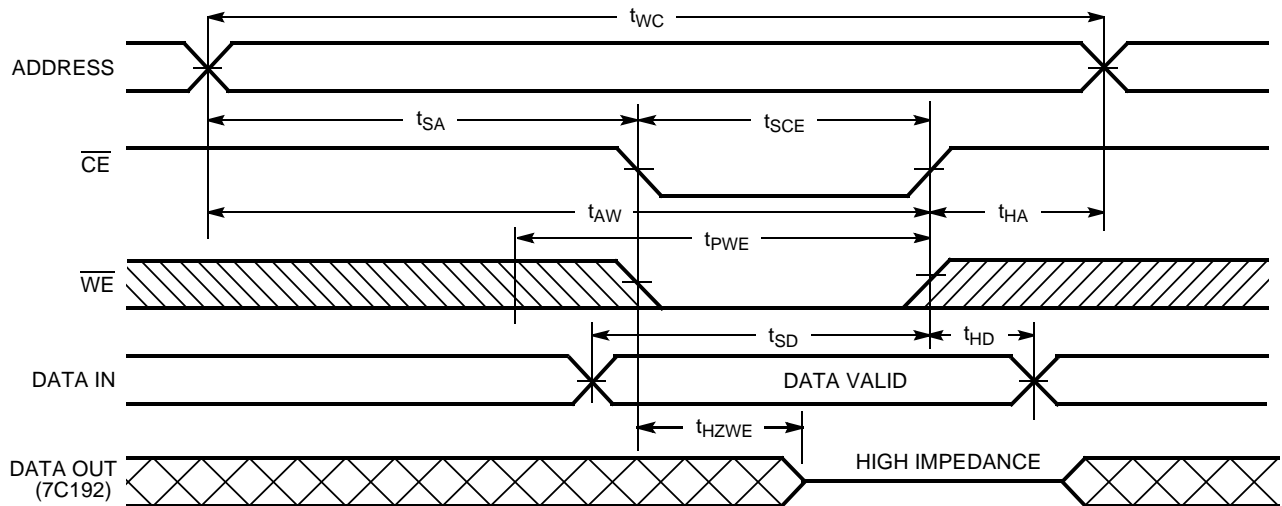 tWC
ADDRESS
tSA
tSCE
CE
tAW
tHA
tPWE
WE
tSD
tHD
DATA IN
DATA VALID
tHZWE
DATA OUT
(7C192)
HIGH IMPEDANCE